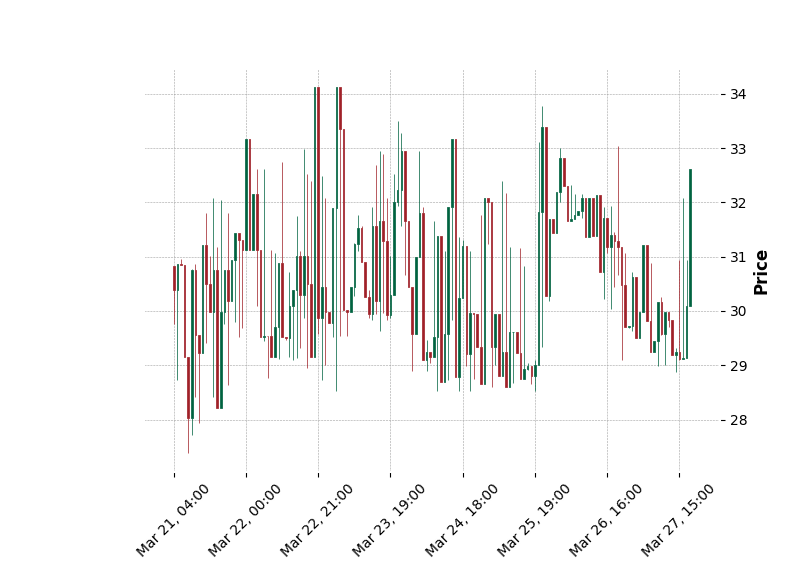 34
33
32
31
30
29
28
Price
Mar 21, 04:00
Mar 22, 00:00
Mar 22, 21:00
Mar 23, 19:00
Mar 24, 18:00
Mar 25, 19:00
Mar 26, 16:00
Mar 27, 15:00